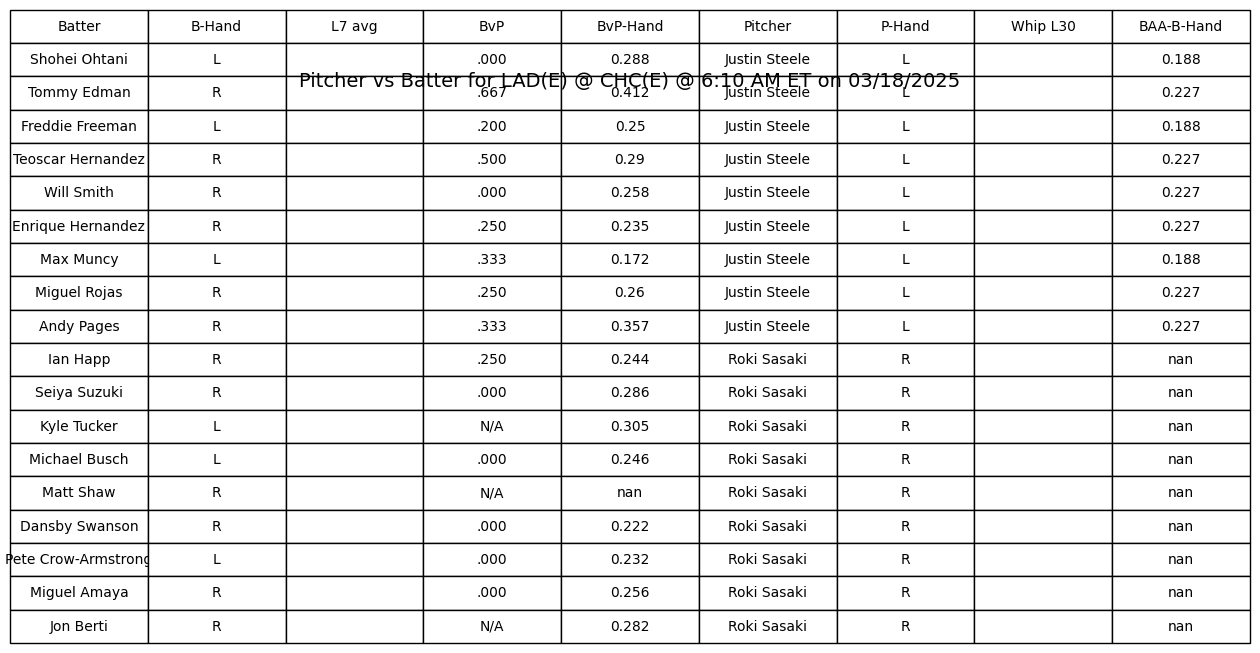 Batter B-Hand L7 avg BvP BvP-Hand Pitcher P-Hand Whip L30 BAA-B-Hand
Shohei Ohtani L .000 0.288 Justin Steele L 0.188
Pitcher vs Batter for LAD(E) @ CHC(E) @ 6:10 AM ET on 03/18/2025
Tommy Edman R .667 0.412 Justin Steele L 0.227
Freddie Freeman L .200 0.25 Justin Steele L 0.188
Teoscar Hernandez R .500 0.29 Justin Steele L 0.227
Will Smith R .000 0.258 Justin Steele L 0.227
Enrique Hernandez R .250 0.235 Justin Steele L 0.227
Max Muncy L .333 0.172 Justin Steele L 0.188
Miguel Rojas R .250 0.26 Justin Steele L 0.227
Andy Pages R .333 0.357 Justin Steele L 0.227
Ian Happ R .250 0.244 Roki Sasaki R nan
Seiya Suzuki R .000 0.286 Roki Sasaki R nan
Kyle Tucker L N/A 0.305 Roki Sasaki R nan
Michael Busch L .000 0.246 Roki Sasaki R nan
Matt Shaw R N/A nan Roki Sasaki R nan
Dansby Swanson R .000 0.222 Roki Sasaki R nan
Pete Crow-Armstrong L .000 0.232 Roki Sasaki R nan
Miguel Amaya R .000 0.256 Roki Sasaki R nan
Jon Berti R N/A 0.282 Roki Sasaki R nan